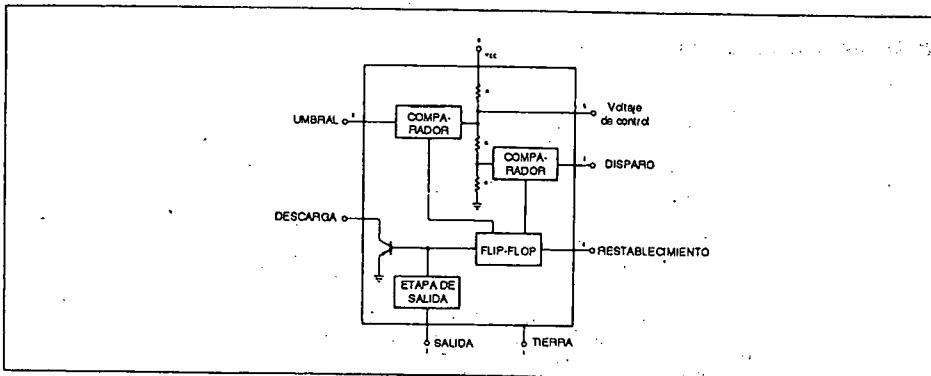 Vcc
UMBRAL
COMPA-
RADOR
Voltaje
de control
COMPA-
RADOR
DISPARO
DESCARGA
FLIP-FLOP
RESTABLECIMIENTO
ETAPA DE
SALIDA
SALIDA
TIERRA